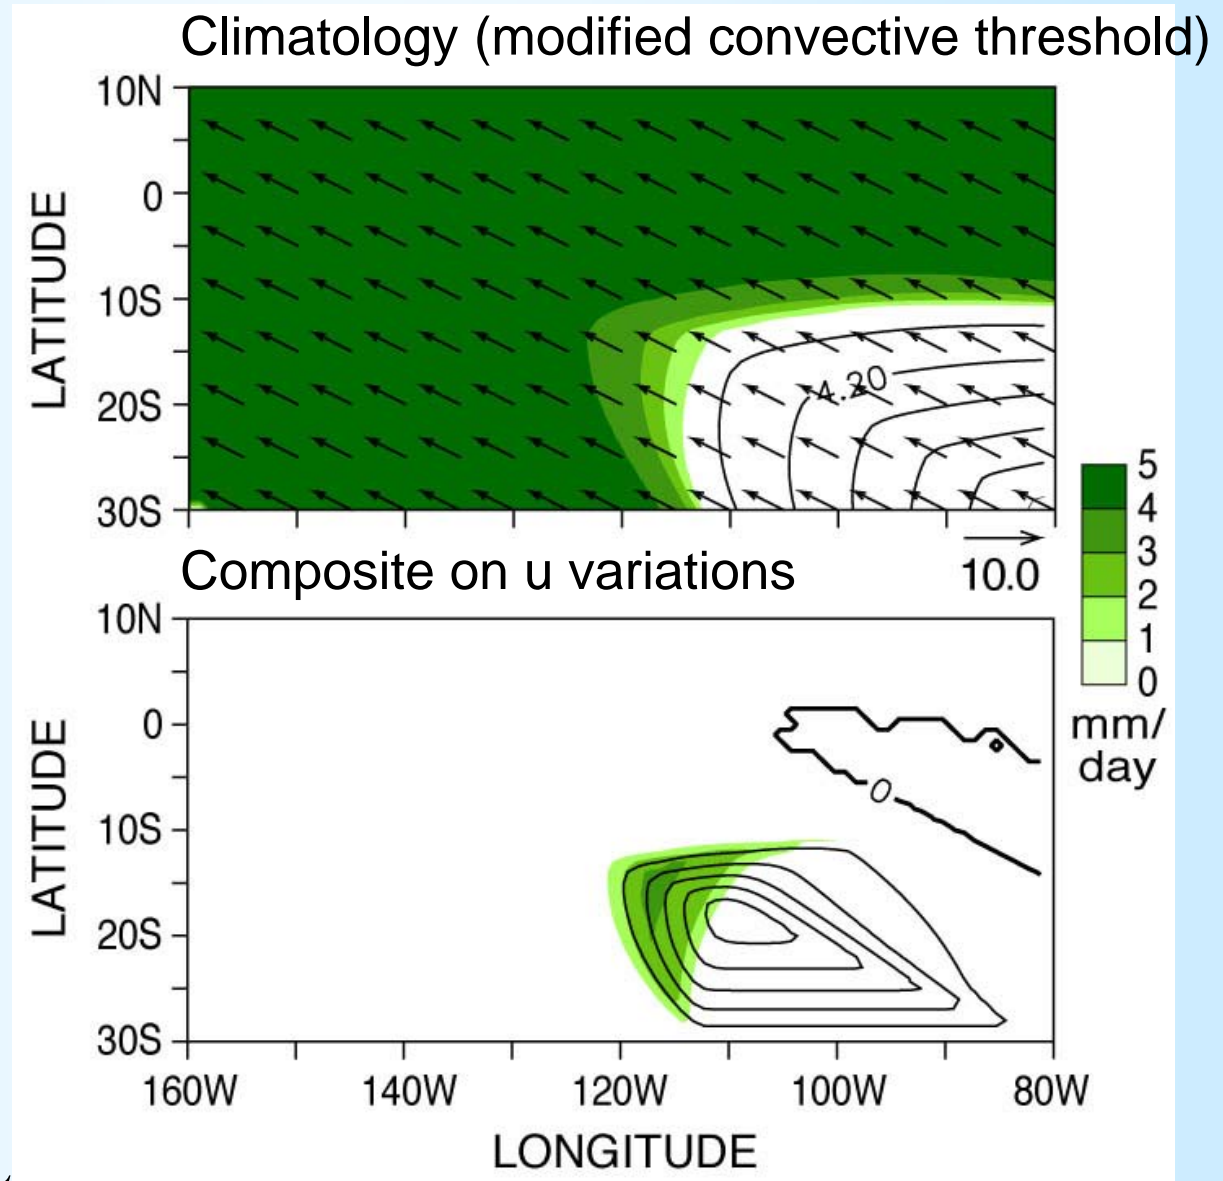 Climatology (modified convective threshold)
10N
0
10S
20S
30S
LATITUDE
4.20
10.0
5
4
3
2
1
0
mm/
day
Composite on u variations
10N
0
10S
20S
30S
LATITUDE
0
160W 140W 120W 100W 80W
LONGITUDE